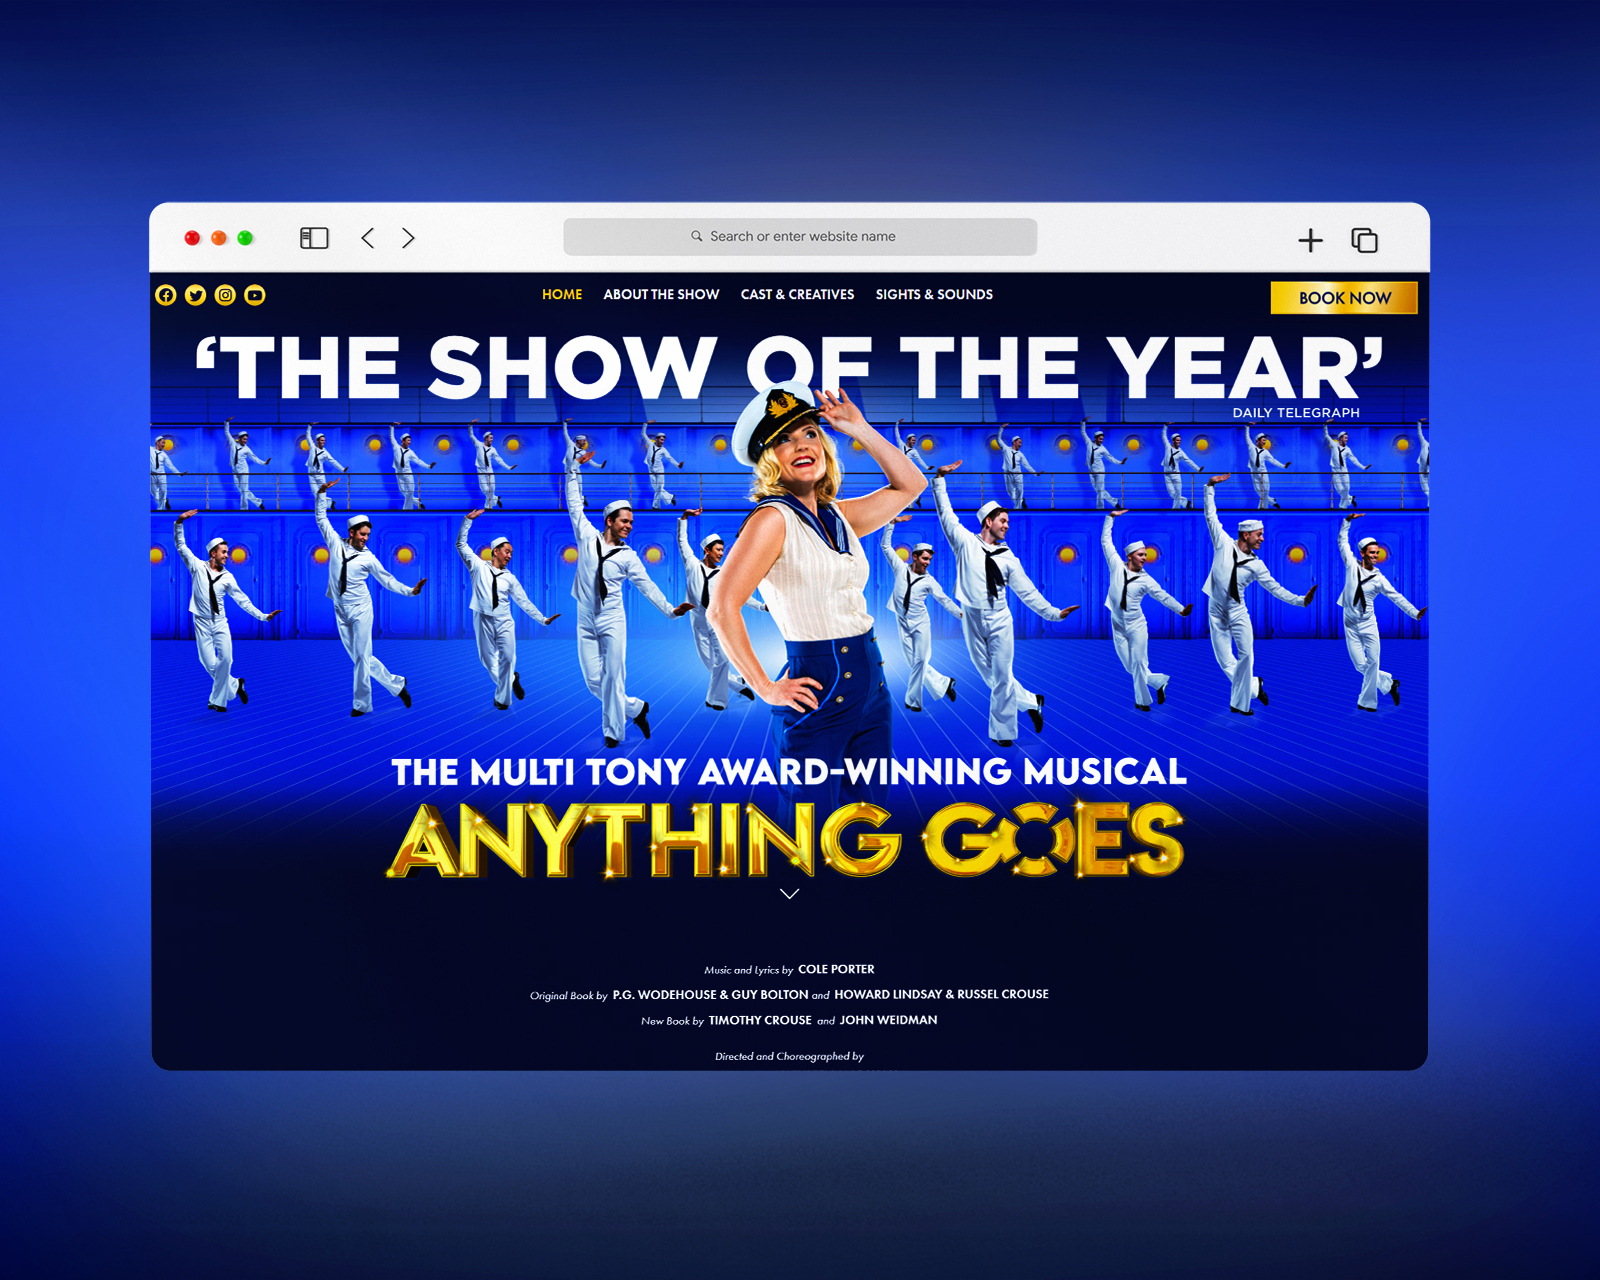 Search or enter website name
HOME ABOUT THE SHOW CAST & CREATIVES SIGHTS & SOUNDS BOOK NOW
‘THE SHOW OF THE YEAR’
DAILY TELEGRAPH
THE MULTI TONY AWARD-WINNING MUSICAL
ANYTHING GOES
Music and Lyrics by COLE PORTER
Original Book by P.G. WODEHOUSE & GUY BOLTON and HOWARD LINDSAY & RUSSEL CROUSE
New Book by TIMOTHY CROUSE and JOHN WEIDMAN
Directed and Choreographed by